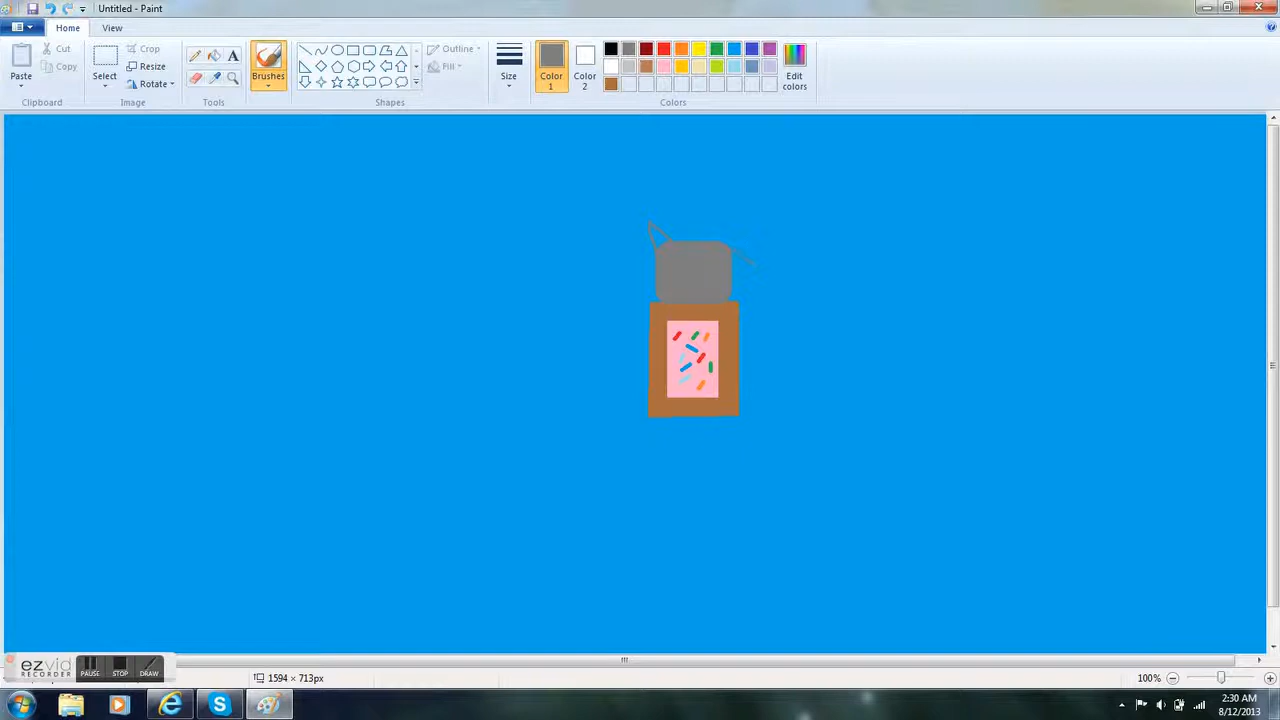 Untitled - Paint
Home View
Paste
Cut
Copy
Clipboard
Select
Crop
Resize
Rotate
Image
A
Tools
Brushes
Outline
Fill
Shapes
Size
Color 1
Color 2
Edit colors
Colors
ezvid
RECORDER
PAUSE STOP DRAW
1594 × 713px
100%
2:30 AM
8/12/2013